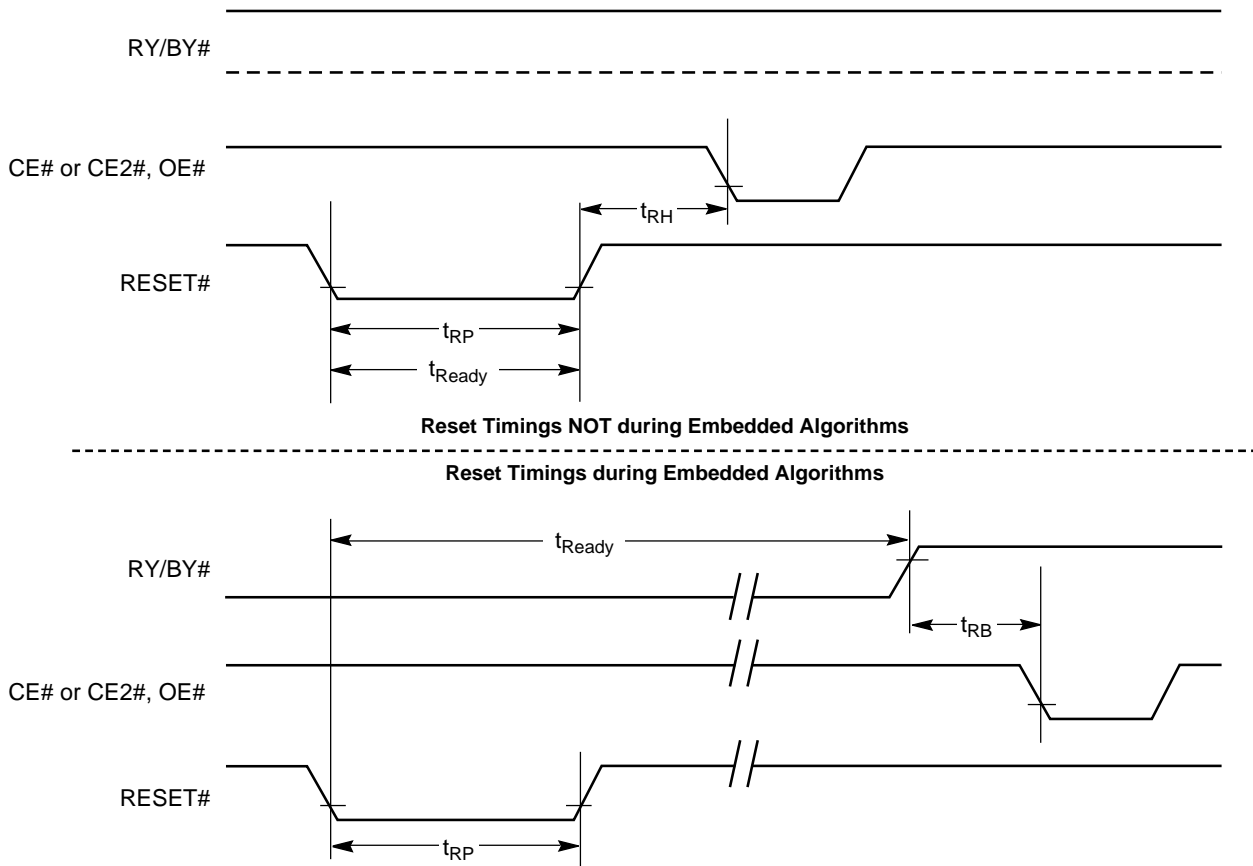 RY/BY#
CE# or CE2#, OE#
tRH
RESET#
tRP
tReady
Reset Timings NOT during Embedded Algorithms
Reset Timings during Embedded Algorithms
tReady
RY/BY#
tRB
CE# or CE2#, OE#
RESET#
tRP